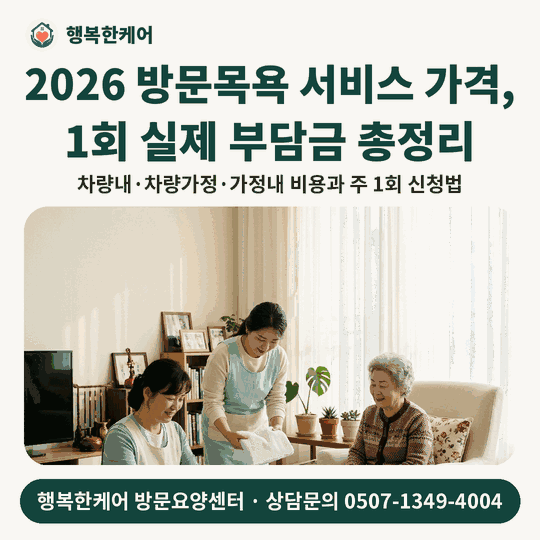 행복한케어
2026 방문목욕 서비스 가격,
1회 실제 부담금 총정리
차량내·차량가정·가정내 비용과 주 1회 신청법
행복한케어 방문요양센터 · 상담문의 0507-1349-4004